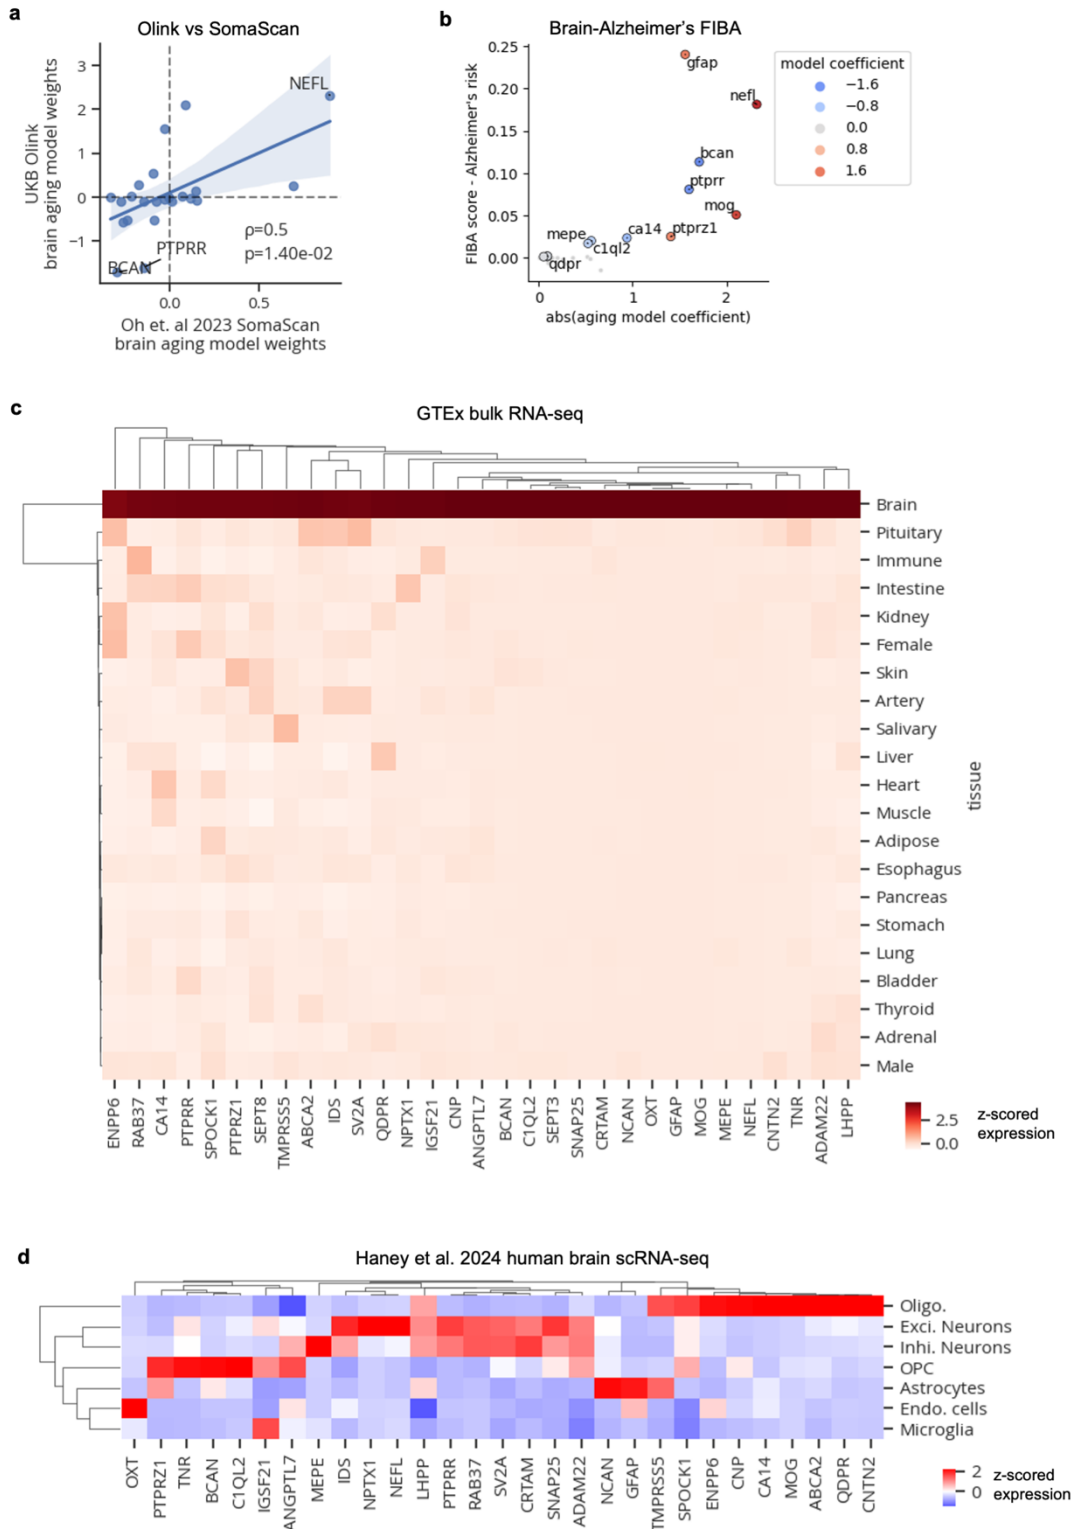 a
Olink vs SomaScan
3
2
1
0
−1
NEFL
PTPRR
BCAN
ρ=0.5
p=1.40e-02
0.0
0.5
UKB Olink
brain aging model weights
Oh et. al 2023 SomaScan
brain aging model weights
b
Brain-Alzheimer's FIBA
0.25
0.20
0.15
0.10
0.05
0.00
FIBA score - Alzheimer's risk
gfap
nefl
bcan
ptprr
mog
ptprz1
ca14
mepe
c1ql2
qdpr
0
1
2
abs(aging model coefficient)
model coefficient
−1.6
−0.8
0.0
0.8
1.6
c
GTEx bulk RNA-seq
Brain
Pituitary
Immune
Intestine
Kidney
Female
Skin
Artery
Salivary
Liver
Heart
Muscle
Adipose
Esophagus
Pancreas
Stomach
Lung
Bladder
Thyroid
Adrenal
Male
tissue
ENPP6
RAB37
CA14
PTPRR
SPOCK1
PTPRZ1
SEPT8
TMPRSS5
ABCA2
IDS
SV2A
QDPR
NPTX1
IGSF21
CNP
ANGPTL7
BCAN
C1QL2
SEPT3
SNAP25
CRTAM
NCAN
OXT
GFAP
MOG
MEPE
NEFL
CNTN2
TNR
ADAM22
LHPP
2.5
0.0
z-scored
expression
d
Haney et al. 2024 human brain scRNA-seq
Oligo.
Exci. Neurons
Inhi. Neurons
OPC
Astrocytes
Endo. cells
Microglia
OXT
PTPRZ1
TNR
BCAN
C1QL2
IGSF21
ANGPTL7
MEPE
IDS
NPTX1
NEFL
LHPP
PTPRR
RAB37
SV2A
CRTAM
SNAP25
ADAM22
NCAN
GFAP
TMPRSS5
SPOCK1
ENPP6
CNP
CA14
MOG
ABCA2
QDPR
CNTN2
2
0
z-scored
expression